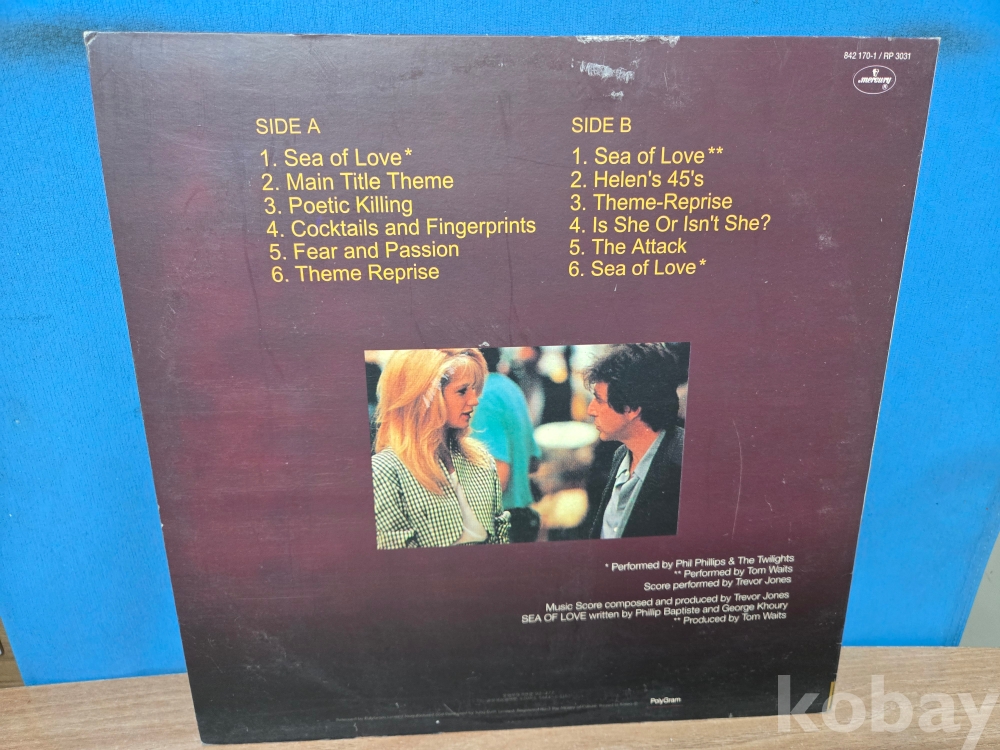 842 170-1 / RP 3031
mercury
SIDE A
1. Sea of Love*
2. Main Title Theme
3. Poetic Killing
4. Cocktails and Fingerprints
5. Fear and Passion
6. Theme Reprise
SIDE B
1. Sea of Love**
2. Helen's 45's
3. Theme-Reprise
4. Is She Or Isn't She?
5. The Attack
6. Sea of Love*
* Performed by Phil Phillips & The Twilights
** Performed by Tom Waits
Score performed by Trevor Jones
Music Score composed and produced by Trevor Jones
SEA OF LOVE written by Phillip Baptiste and George Khoury
** Produced by Tom Waits
PolyGram
kobay